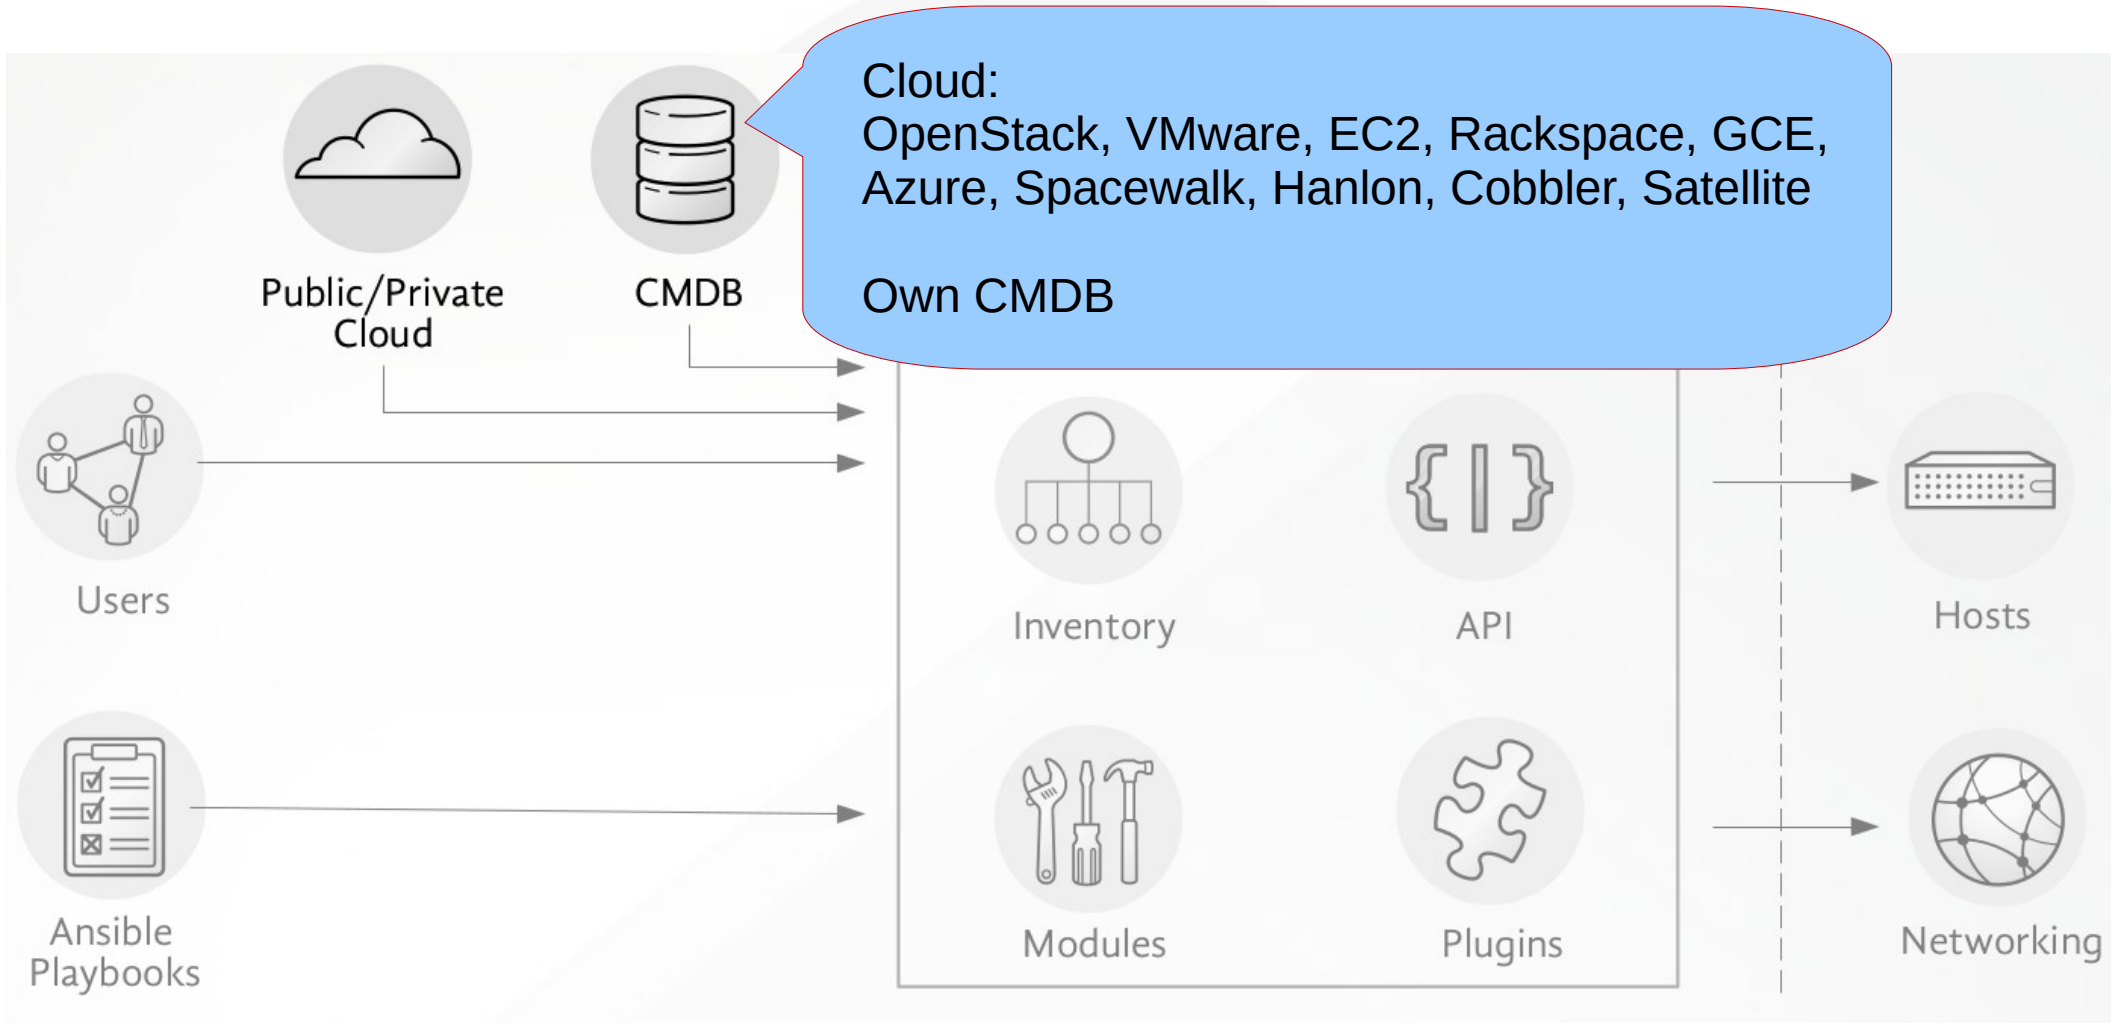 Cloud:
OpenStack, VMware, EC2, Rackspace, GCE,
Azure, Spacewalk, Hanlon, Cobbler, Satellite
Own CMDB
Public/Private
Cloud
CMDB
Users
Inventory
API
Hosts
Ansible
Playbooks
Modules
Plugins
Networking